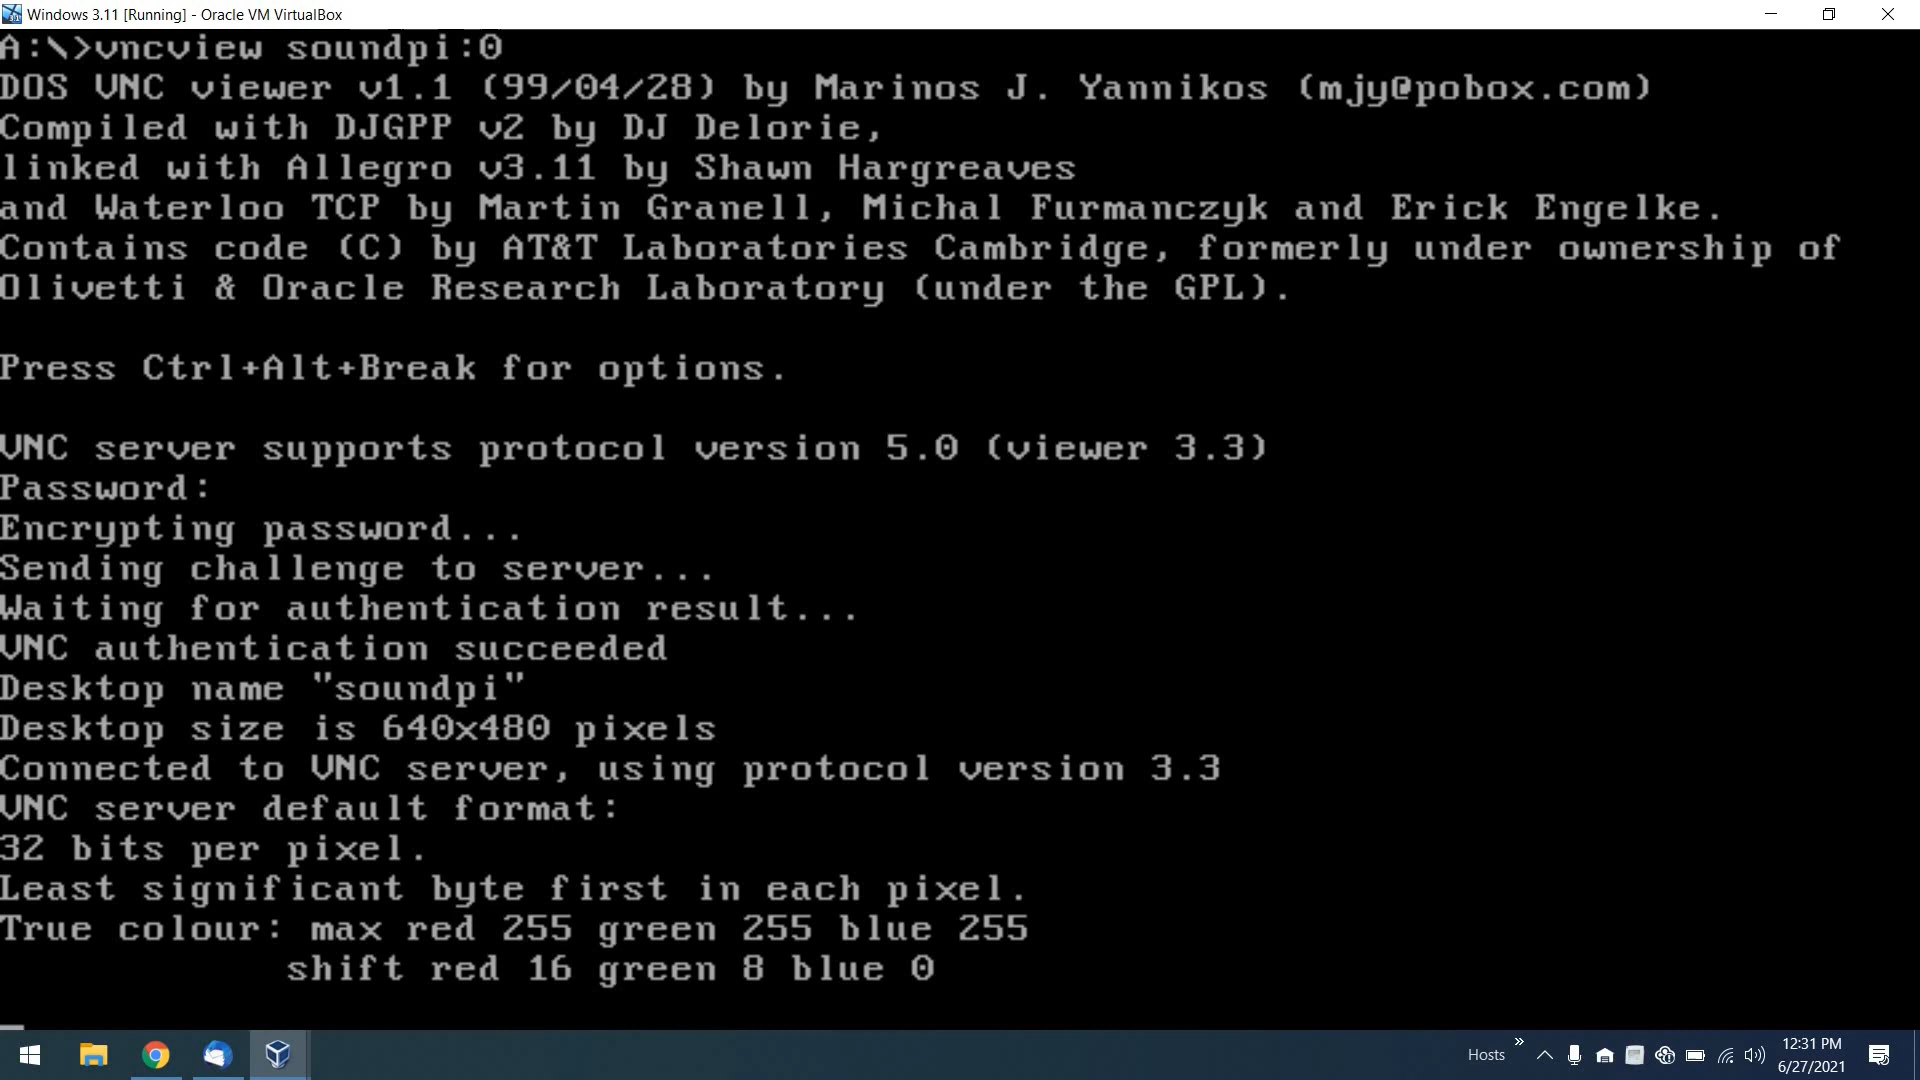 Windows 3.11 [Running] - Oracle VM VirtualBox
A:\>vncview soundpi:0
DOS VNC viewer v1.1 (99/04/28) by Marinos J. Yannikos (mjy@pobox.com)
Compiled with DJGPP v2 by DJ Delorie,
linked with Allegro v3.11 by Shawn Hargreaves
and Waterloo TCP by Martin Granell, Michal Furmanczyk and Erick Engelke.
Contains code (C) by AT&T Laboratories Cambridge, formerly under ownership of
Olivetti & Oracle Research Laboratory (under the GPL).
Press Ctrl+Alt+Break for options.
VNC server supports protocol version 5.0 (viewer 3.3)
Password:
Encrypting password...
Sending challenge to server...
Waiting for authentication result...
VNC authentication succeeded
Desktop name "soundpi"
Desktop size is 640x480 pixels
Connected to VNC server, using protocol version 3.3
VNC server default format:
32 bits per pixel.
Least significant byte first in each pixel.
True colour: max red 255 green 255 blue 255
shift red 16 green 8 blue 0
Hosts
12:31 PM
6/27/2021